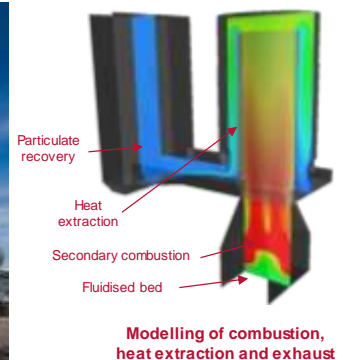 Particulate
recovery
Heat
extraction
Secondary combustion
Fluidised bed
Modelling of combustion,
heat extraction and exhaust